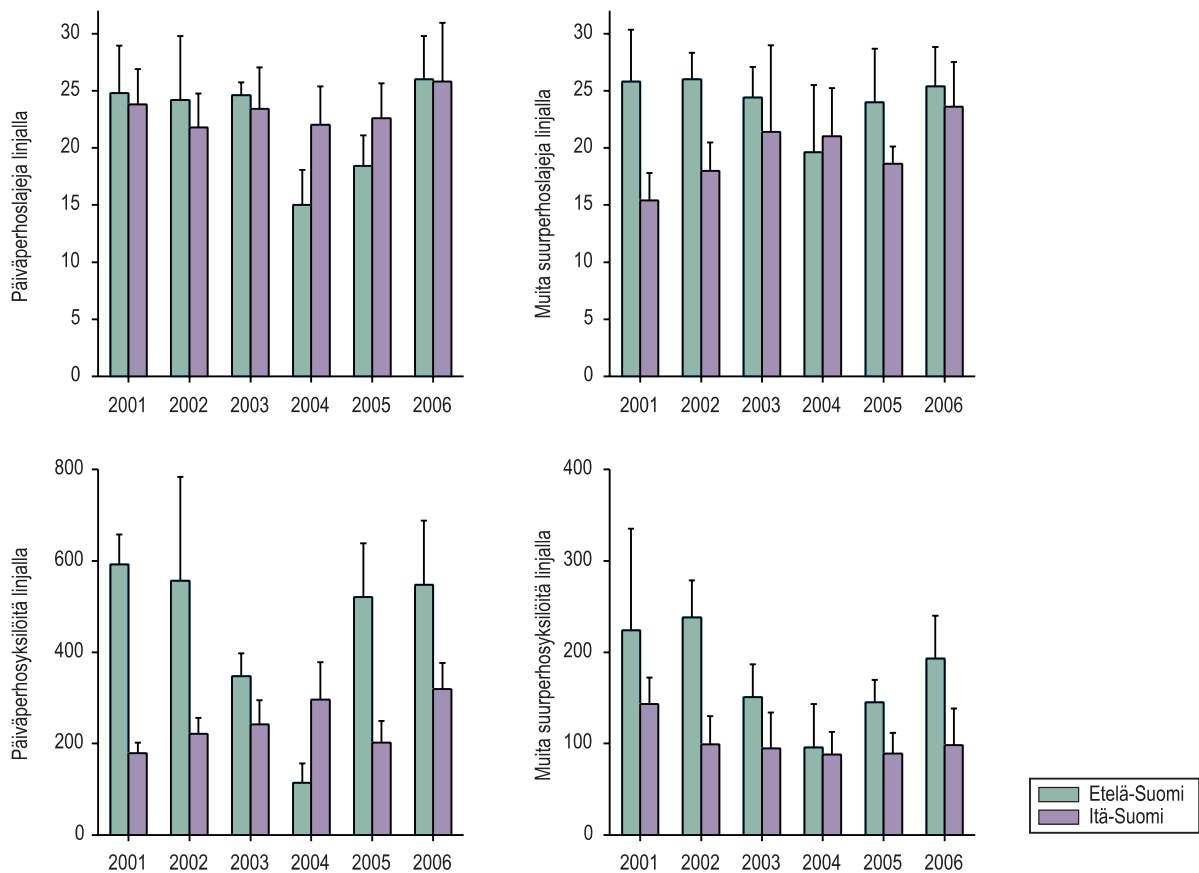 Päiväperhoslajeja linjalla
30
25
20
15
10
5
0
2001 2002 2003 2004 2005 2006
Muita suurperhoslajeja linjalla
30
25
20
15
10
5
0
2001 2002 2003 2004 2005 2006
Päiväperhosyksilöitä linjalla
800
600
400
200
0
2001 2002 2003 2004 2005 2006
Muita suurperhosyksilöitä linjalla
400
300
200
100
0
2001 2002 2003 2004 2005 2006
Etelä-Suomi
Itä-Suomi